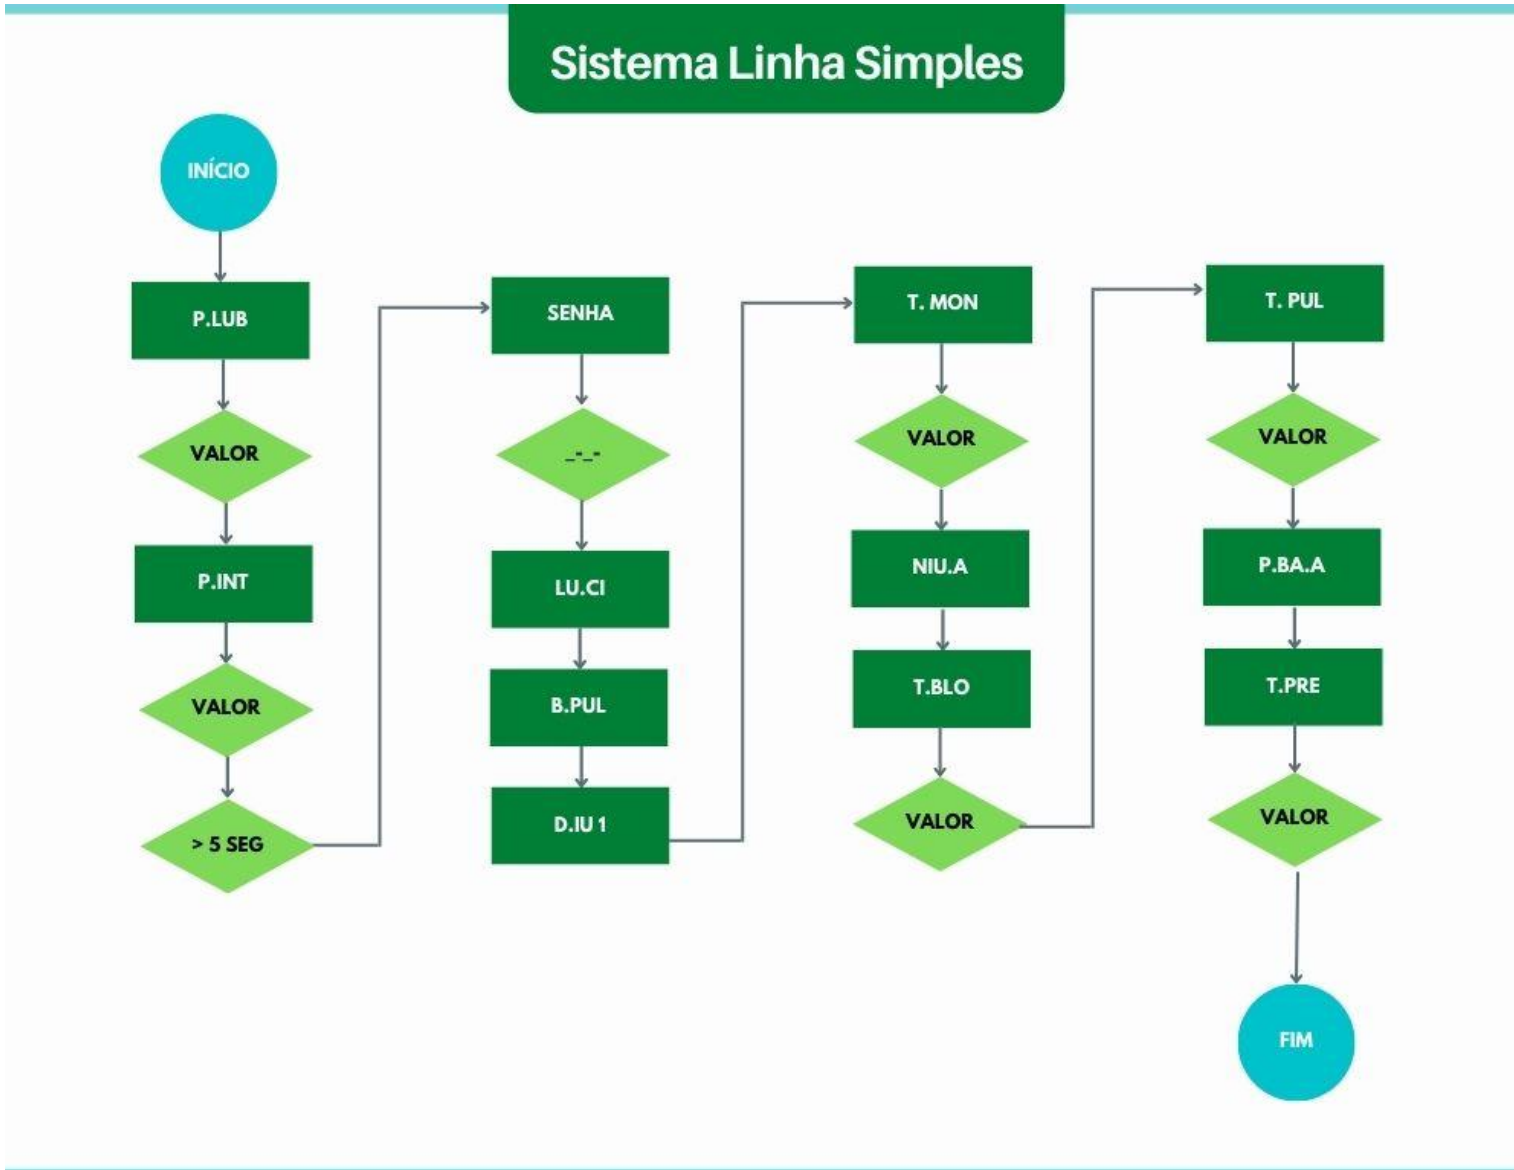 Sistema Linha Simples
INÍCIO
P.LUB
VALOR
P.INT
VALOR
> 5 SEG
SENHA
_-_-
LU.CI
B.PUL
D.IU 1
T. MON
VALOR
NIU.A
T.BLO
VALOR
T. PUL
VALOR
P.BA.A
T.PRE
VALOR
FIM